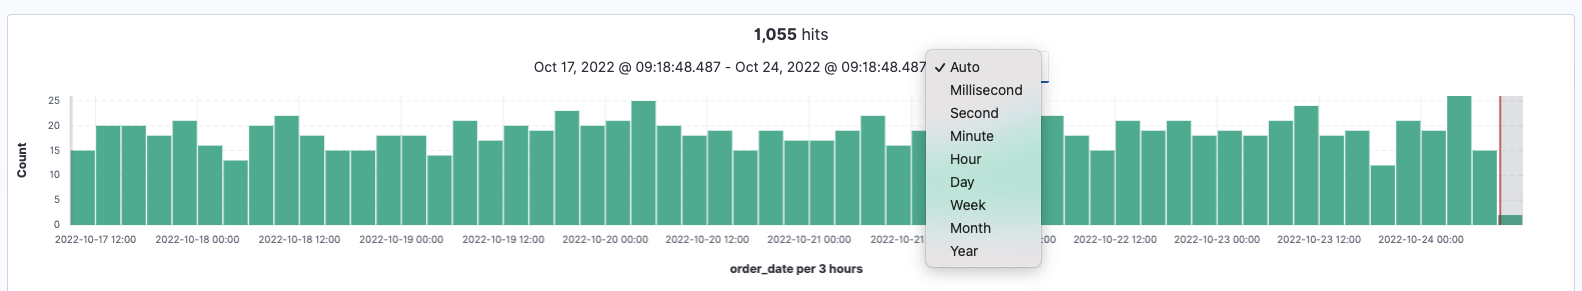 1,055 hits
Oct 17, 2022 @ 09:18:48.487 - Oct 24, 2022 @ 09:18:48.487
✓ Auto
Millisecond
Second
Minute
Hour
Day
Week
Month
Year
Count
25
20
15
10
5
0
2022-10-17 12:00 2022-10-18 00:00 2022-10-18 12:00 2022-10-19 00:00 2022-10-19 12:00 2022-10-20 00:00 2022-10-20 12:00 2022-10-21 00:00 2022-10-21 :00 2022-10-22 12:00 2022-10-23 00:00 2022-10-23 12:00 2022-10-24 00:00
order_date per 3 hours